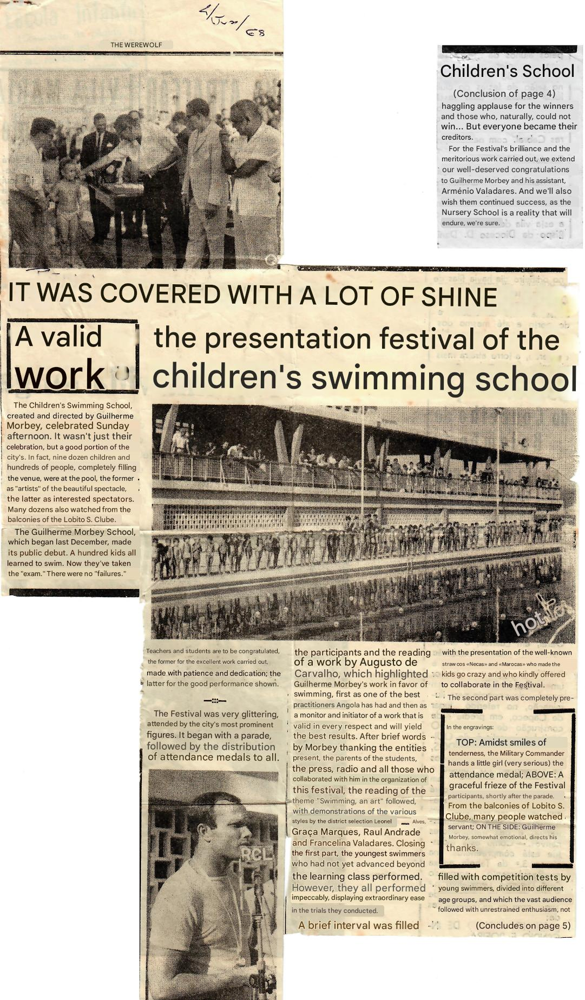 4/Jun/68
THE WEREWOLF
IT WAS COVERED WITH A LOT OF SHINE
A valid
work
the presentation festival of the
children's swimming school
The Children's Swimming School,
created and directed by Guilherme
Morbey, celebrated Sunday
afternoon. It wasn't just their
celebration, but a good portion of the
city's. In fact, nine dozen children and
hundreds of people, completely filling
the venue, were at the pool, the former
as "artists" of the beautiful spectacle,
the latter as interested spectators.
Many dozens also watched from the
balconies of the Lobito S. Clube.
The Guilherme Morbey School,
which began last December, made
its public debut. A hundred kids all
learned to swim. Now they've taken
the "exam." There were no "failures."
hot
Teachers and students are to be congratulated,
the former for the excellent work carried out,
made with patience and dedication; the
latter for the good performance shown.
The Festival was very glittering,
attended by the city's most prominent
figures. It began with a parade,
followed by the distribution
of attendance medals to all.
RCL
the participants and the reading
of a work by Augusto de
Carvalho, which highlighted
Guilherme Morbey's work in favor of
swimming, first as one of the best
practitioners Angola has had and then as
a monitor and initiator of a work that is
valid in every respect and will yield
the best results. After brief words
by Morbey thanking the entities
present, the parents of the students,
the press, radio and all those who
collaborated with him in the organization of
this festival, the reading of the
theme "Swimming, an art" followed,
with demonstrations of the various
styles by the district selection Leonel Alves,
Graça Marques, Raul Andrade
and Francelina Valadares. Closing
the first part, the youngest swimmers
who had not yet advanced beyond
the learning class performed.
However, they all performed
impeccably, displaying extraordinary ease
in the trials they conducted.
A brief interval was filled
with the presentation of the well-known
straw cos «Necas» and «Marocas» who made the
kids go crazy and who kindly offered
to collaborate in the Festival.
The second part was completely pre-
In the engravings:
TOP: Amidst smiles of
tenderness, the Military Commander
hands a little girl (very serious) the
attendance medal; ABOVE: A
graceful frieze of the Festival
participants, shortly after the parade.
From the balconies of Lobito S.
Clube, many people watched
servant; ON THE SIDE: Guilherme
Morbey, somewhat emotional, directs his
thanks.
filled with competition tests by
young swimmers, divided into different
age groups, and which the vast audience
followed with unrestrained enthusiasm, not
(Concludes on page 5)
Children's School
(Conclusion of page 4)
haggling applause for the winners
and those who, naturally, could not
win... But everyone became their
creditors.
For the Festival's brilliance and the
meritorious work carried out, we extend
our well-deserved congratulations
to Guilherme Morbey and his assistant,
Arménio Valadares. And we'll also
wish them continued success, as the
Nursery School is a reality that will
endure, we're sure.